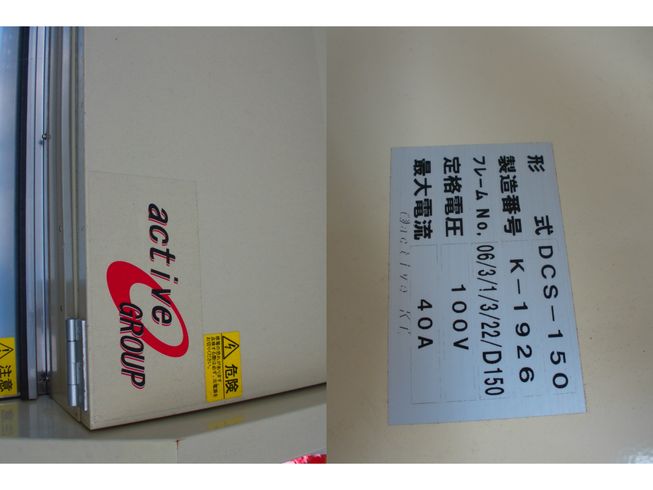 active
GROUP
危険
注意
形 式 DCS-150
製造番号 K-1926
フレームNo. 06/3/1/3/22/D150
定格電圧 100V
最大電流 40A